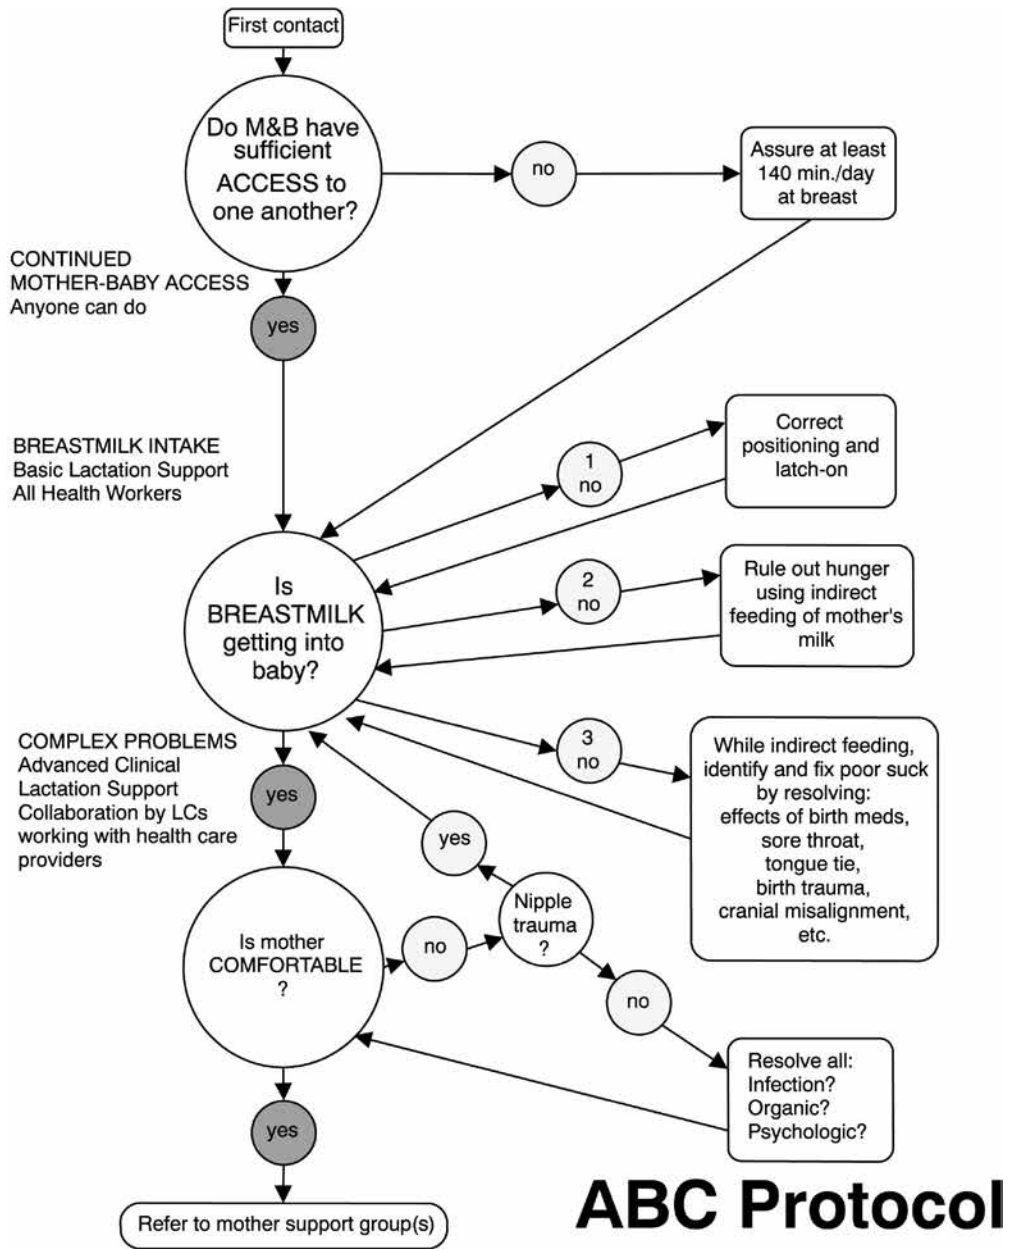 First contact
Do M&B have
sufficient
ACCESS to
one another?
no
Assure at least
140 min./day
at breast
CONTINUED
MOTHER-BABY ACCESS
Anyone can do
yes
BREASTMILK INTAKE
Basic Lactation Support
All Health Workers
1
no
Correct
positioning and
latch-on
Is
BREASTMILK
getting into
baby?
2
no
Rule out hunger
using indirect
feeding of mother's
milk
3
no
While indirect feeding,
identify and fix poor suck
by resolving:
effects of birth meds,
sore throat,
tongue tie,
birth trauma,
cranial misalignment,
etc.
COMPLEX PROBLEMS
Advanced Clinical
Lactation Support
Collaboration by LCs
working with health care
providers
yes
yes
Nipple
trauma
?
Is mother
COMFORTABLE
?
no
no
Resolve all:
Infection?
Organic?
Psychologic?
yes
Refer to mother support group(s)
ABC Protocol